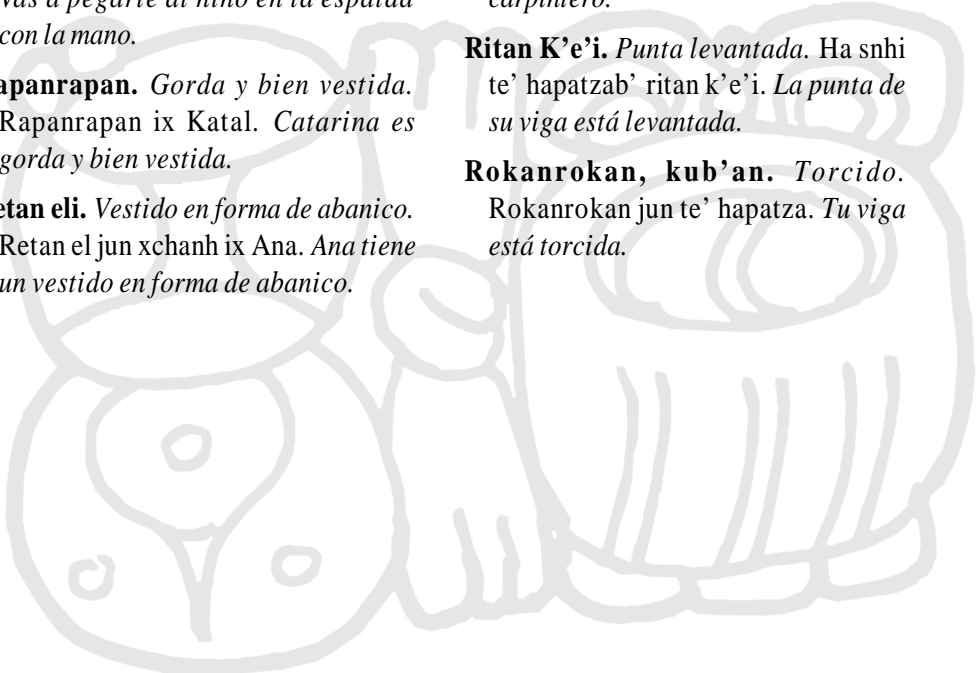 vas a pegarle al niño en la espalda
con la mano.
apanrapan. Gorda y bien vestida.
Rapanrapan ix Katal. Catarina es
gorda y bien vestida.
etan eli. Vestido en forma de abanico.
Retan el jun xchanh ix Ana. Ana tiene
un vestido en forma de abanico.
carpintero.
Ritan K’e’i. Punta levantada. Ha snhi
te’ hapatzab’ ritan k’e’i. La punta de
su viga está levantada.
Rokanrokan, kub’an. Torcido.
Rokanrokan jun te’ hapatza. Tu viga
está torcida.